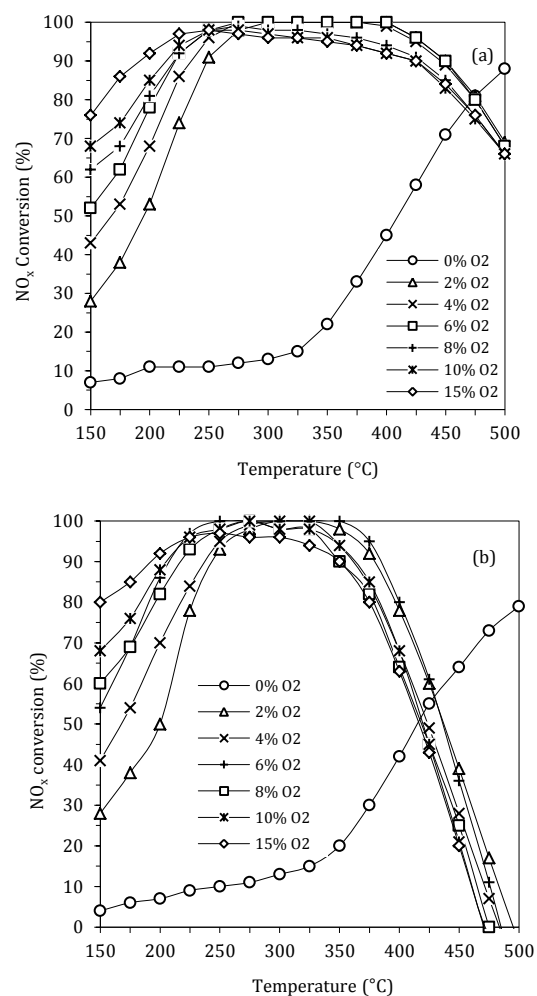 100
90
80
70
60
50
40
30
20
10
0
NOx Conversion (%)
(a)
0% O2
2% O2
4% O2
6% O2
8% O2
10% O2
15% O2
150 200 250 300 350 400 450 500
Temperature (°C)
100
90
80
70
60
50
40
30
20
10
0
NOx conversion (%)
(b)
0% O2
2% O2
4% O2
6% O2
8% O2
10% O2
15% O2
150 200 250 300 350 400 450 500
Temperature (°C)